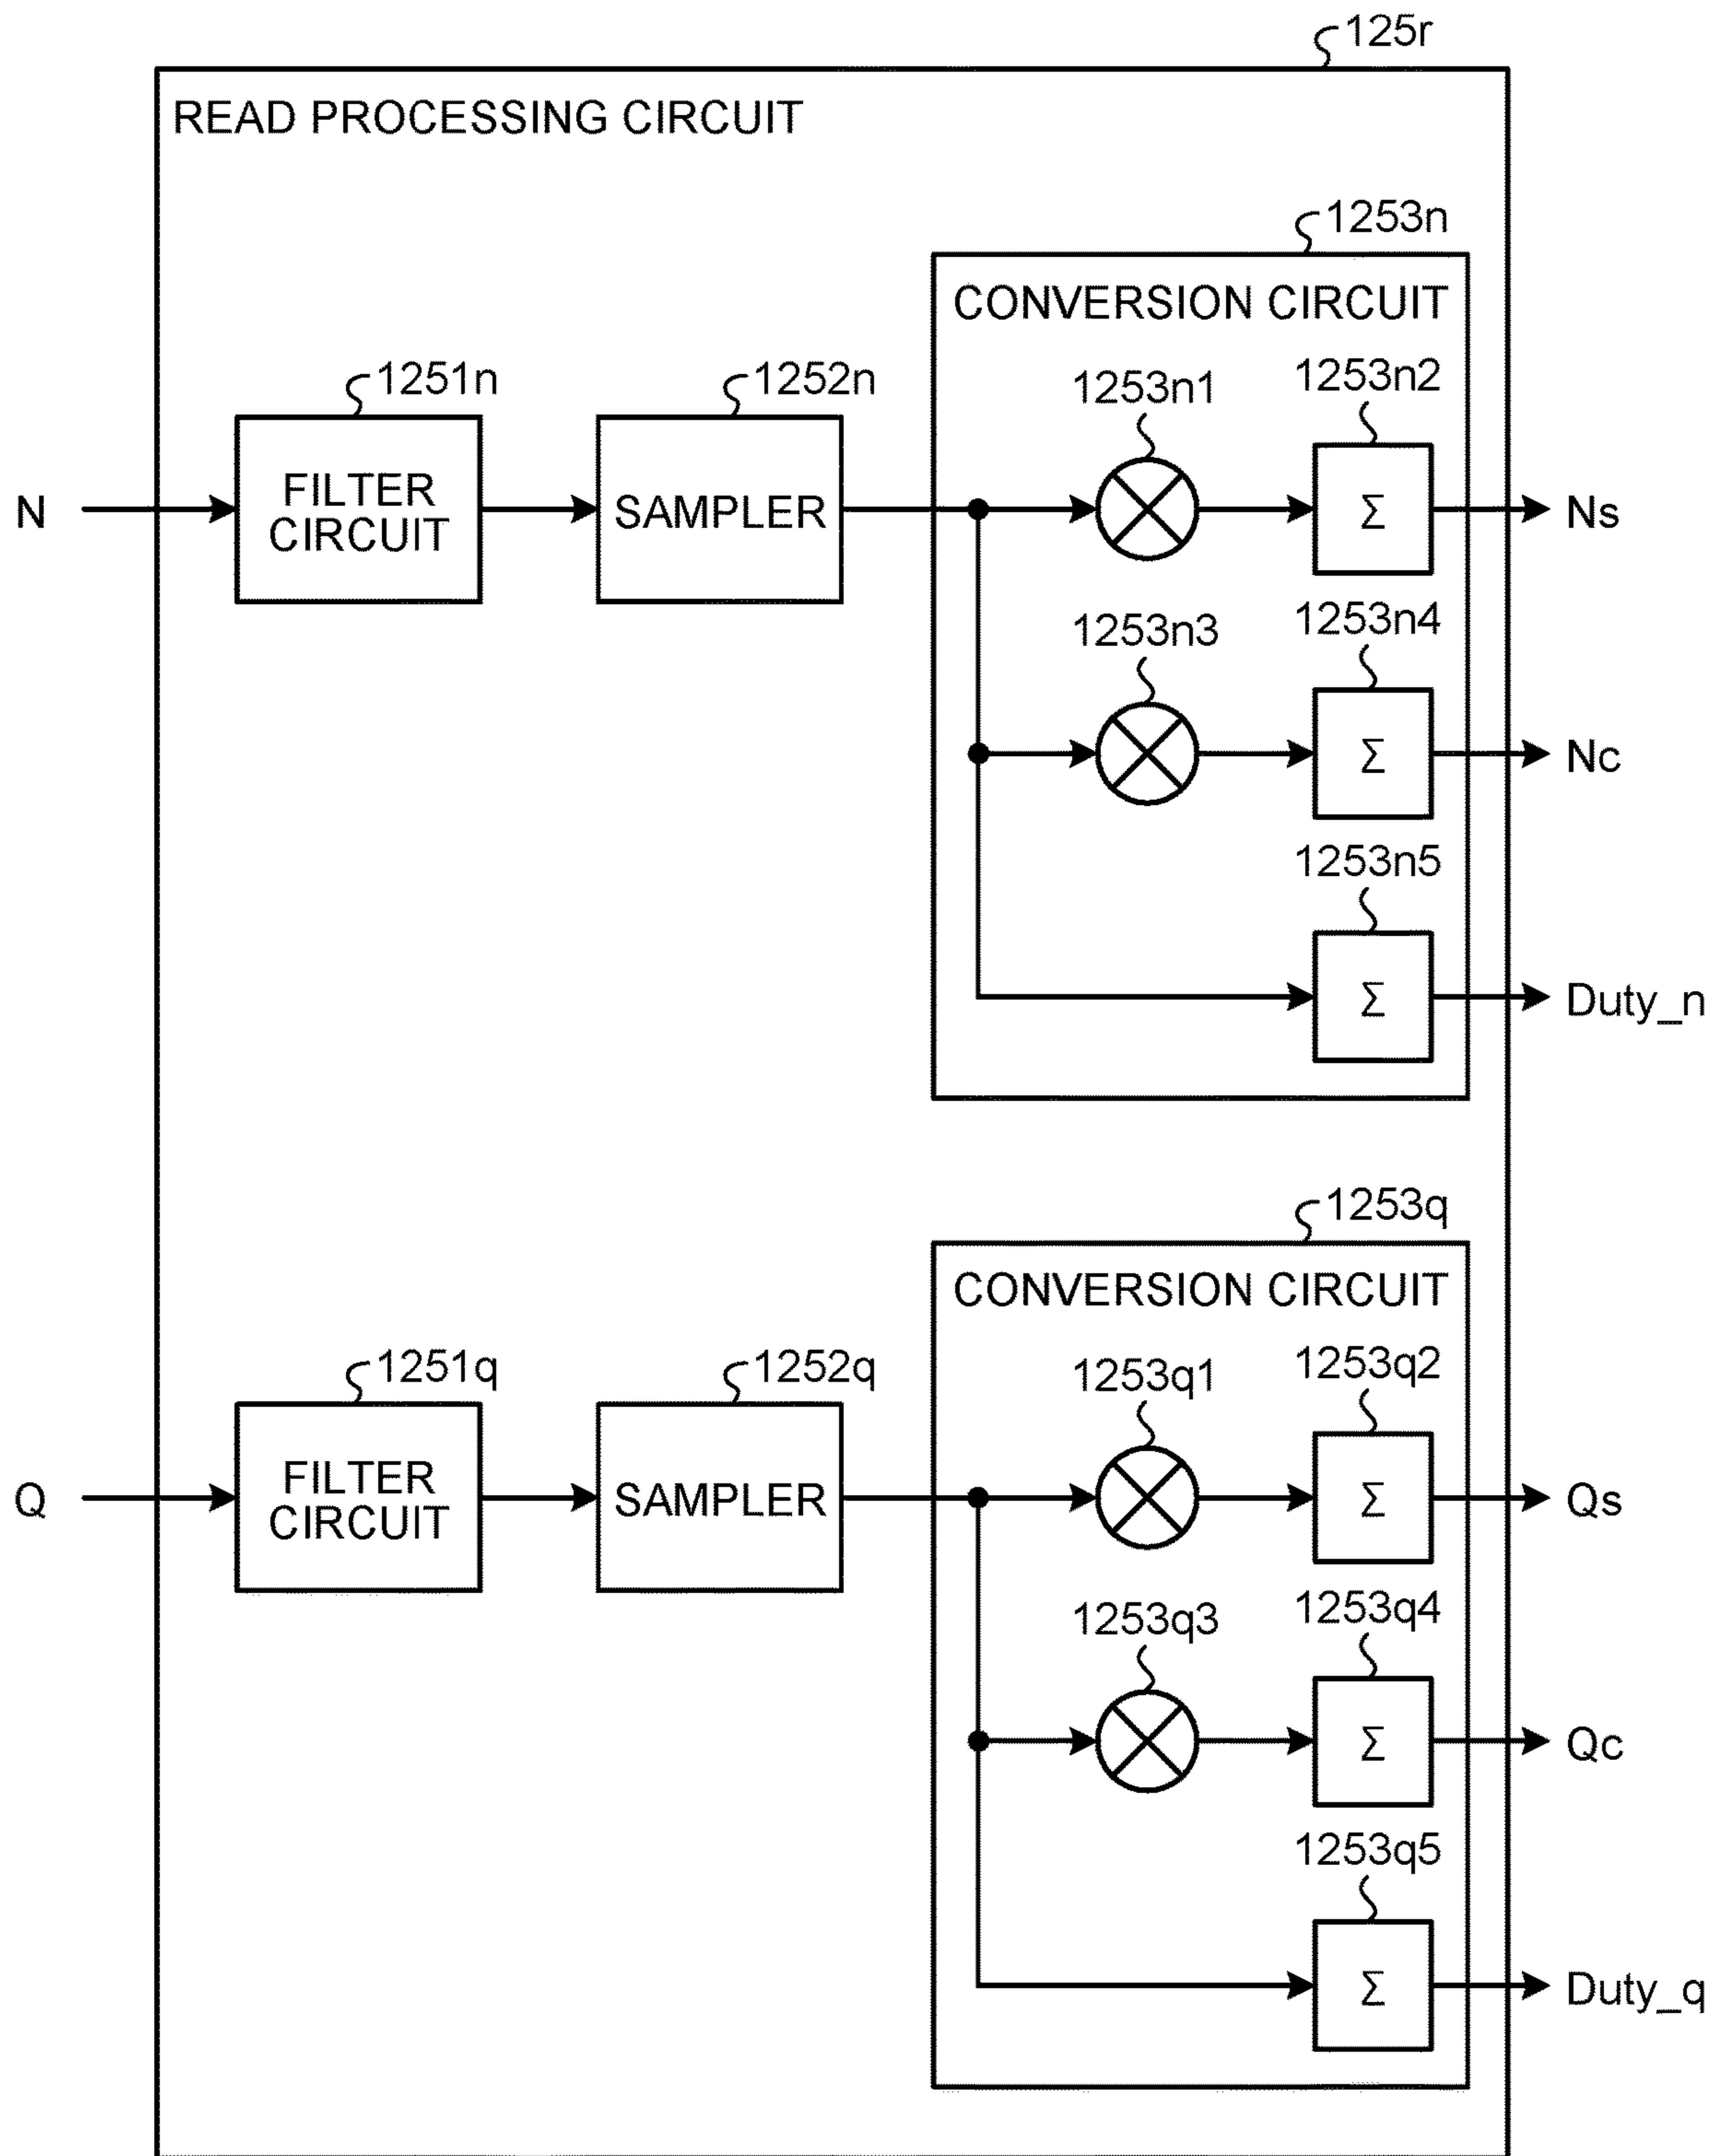 125r
READ PROCESSING CIRCUIT
1253n
CONVERSION CIRCUIT
1251n
1252n
1253n1
1253n2
N
FILTER
CIRCUIT
SAMPLER
Σ
Ns
1253n3
1253n4
Σ
Nc
1253n5
Σ
Duty_n
1253q
CONVERSION CIRCUIT
1251q
1252q
1253q1
1253q2
Q
FILTER
CIRCUIT
SAMPLER
Σ
Qs
1253q3
1253q4
Σ
Qc
1253q5
Σ
Duty_q